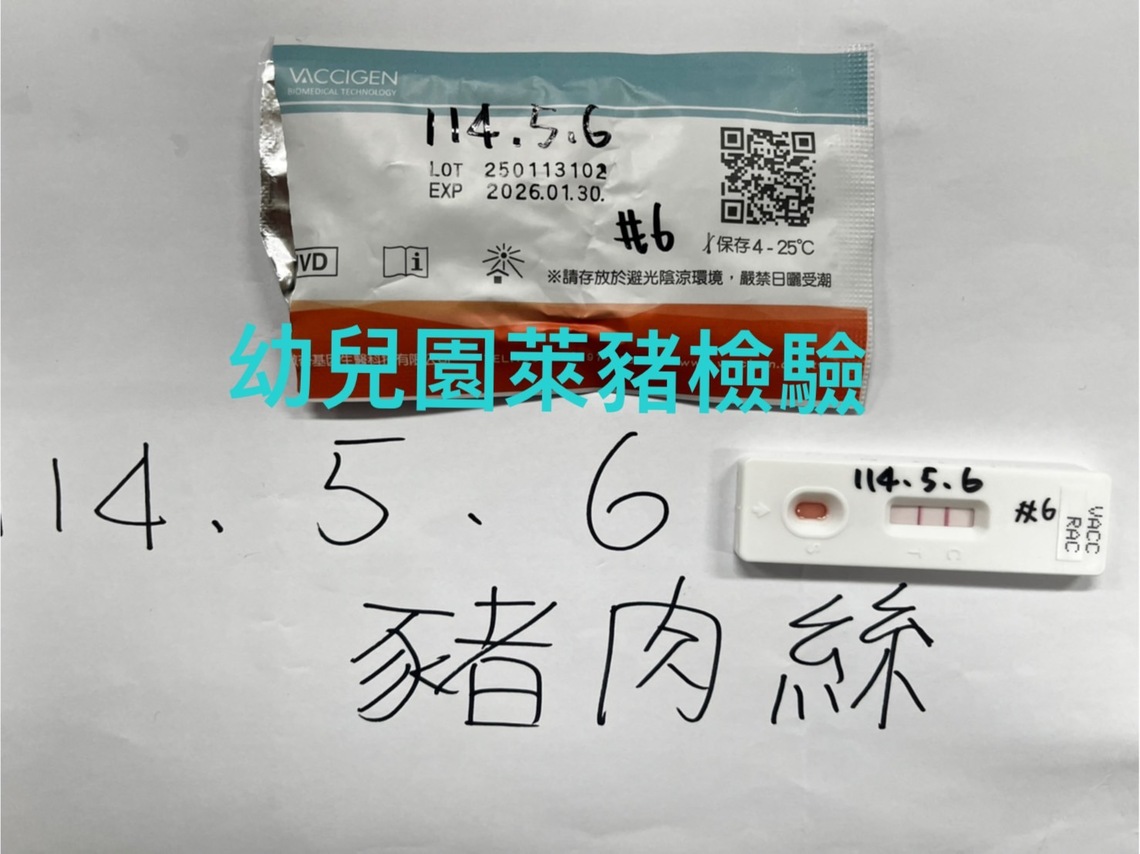 VACCIGEN
BIOMEDICAL TECHNOLOGY
114.5.6
LOT 250113102
EXP 2026.01.30.
#6
保存4-25℃
VD
i
※請存放於避光陰涼環境,嚴禁日曬受潮
幼兒園萊豬檢驗
14.5.6
114.5.6
#6
VACC
RAC
S
T
C
豬肉絲